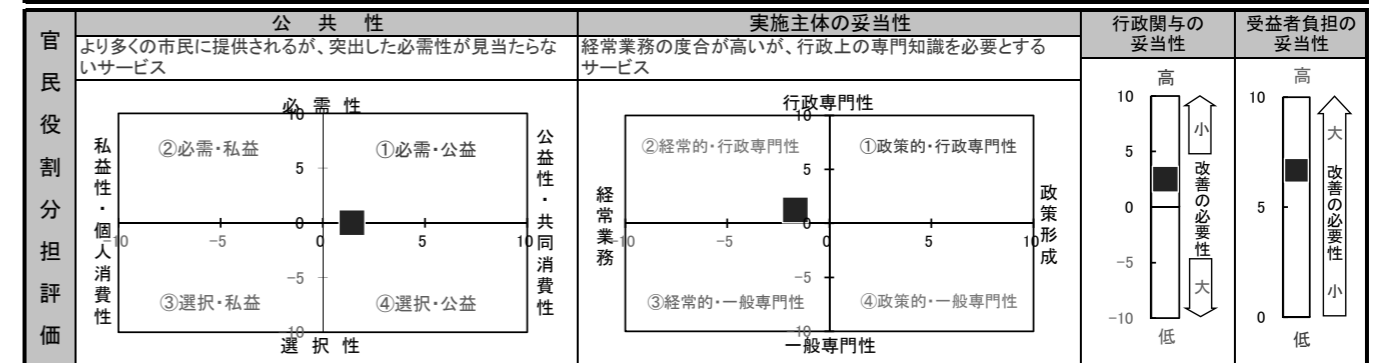 官民役割分担評価
公共性
より多くの市民に提供されるが、突出した必需性が見当たらな
いサービス
必需性
10
②必需・私益
①必需・公益
5
私益性・個人消費性
公益性・共同消費性
0
-10 -5 0 5 10
-5
③選択・私益
④選択・公益
-10
選択性
実施主体の妥当性
経常業務の度合が高いが、行政上の専門知識を必要とする
サービス
行政専門性
10
②経常的・行政専門性
①政策的・行政専門性
5
経常業務
政策形成
0
-10 -5 0 5 10
-5
③経常的・一般専門性
④政策的・一般専門性
-10
一般専門性
行政関与の
妥当性
高
10
5
0
-5
-10
小
改善の必要性
大
低
受益者負担の
妥当性
高
10
5
0
大
改善の必要性
小
低